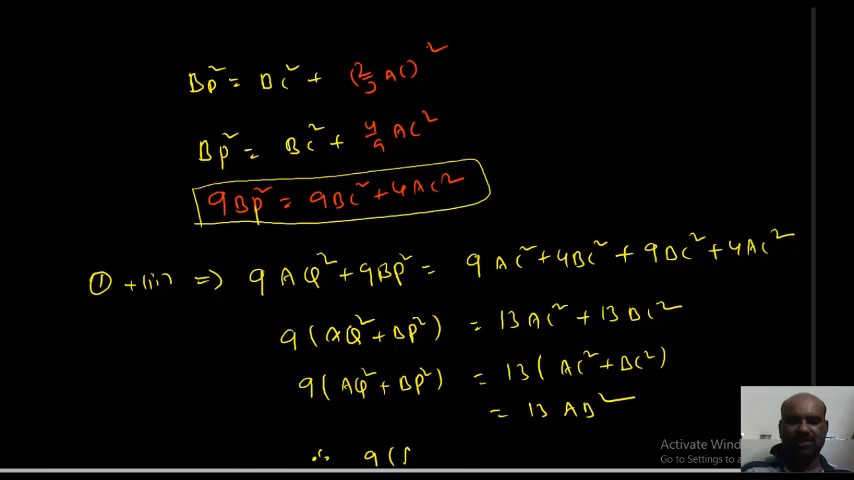 BP² = BC² + (2/3 AC)²
BP² = BC² + 4/9 AC²
9BP² = 9BC² + 4AC²
① + (ii) => 9AQ² + 9BP² = 9AC² + 4BC² + 9BC² + 4AC²
9(AQ² + BP²) = 13AC² + 13BC²
9(AQ² + BP²) = 13(AC² + BC²)
= 13AB²
∴ 9(
Activate Wind
Go to Settings to a